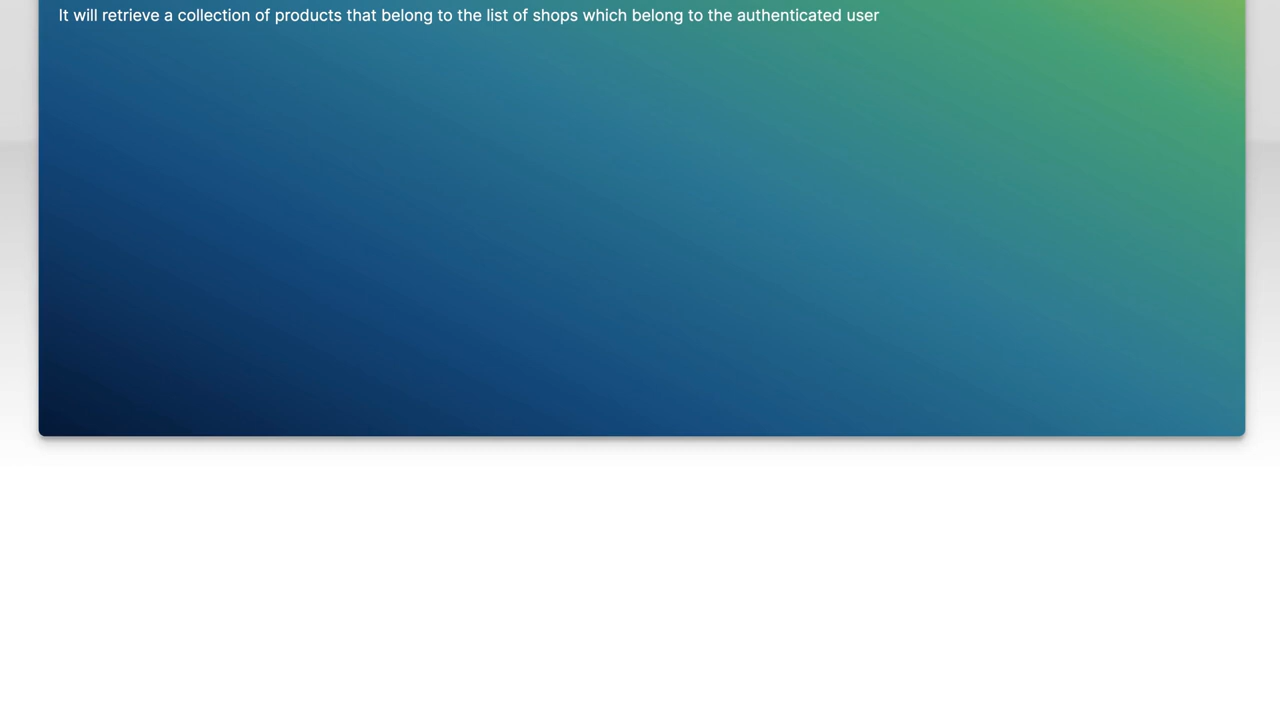 It will retrieve a collection of products that belong to the list of shops which belong to the authenticated user